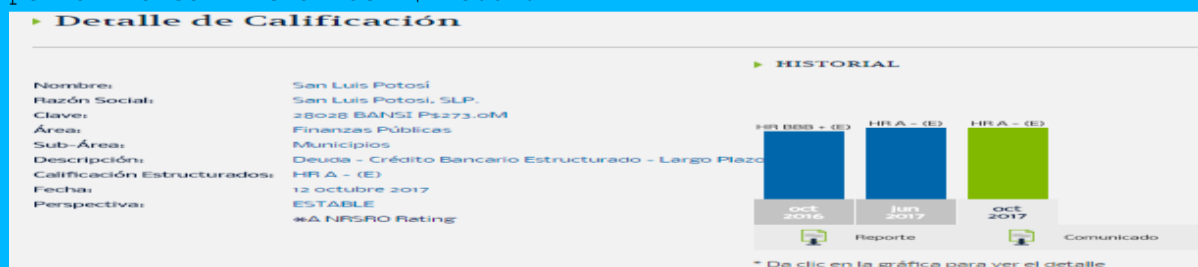 Detalle de Calificación
Nombre: San Luis Potosí
Razón Social: San Luis Potosi, SLP.
Clave: 28028 BANSI P$273.0M
Área: Finanzas Públicas
Sub-Área: Municipios
Descripción: Deuda - Crédito Bancario Estructurado - Largo Plazo
Calificación Estructurados: HR A - (E)
Fecha: 12 octubre 2017
Perspectiva: ESTABLE
*A NRSRO Rating
HISTORIAL
HR BBB + (E) HR A - (E) HR A - (E)
oct 2016 jun 2017 oct 2017
Reporte Comunicado
* Da clic en la gráfica para ver el detalle